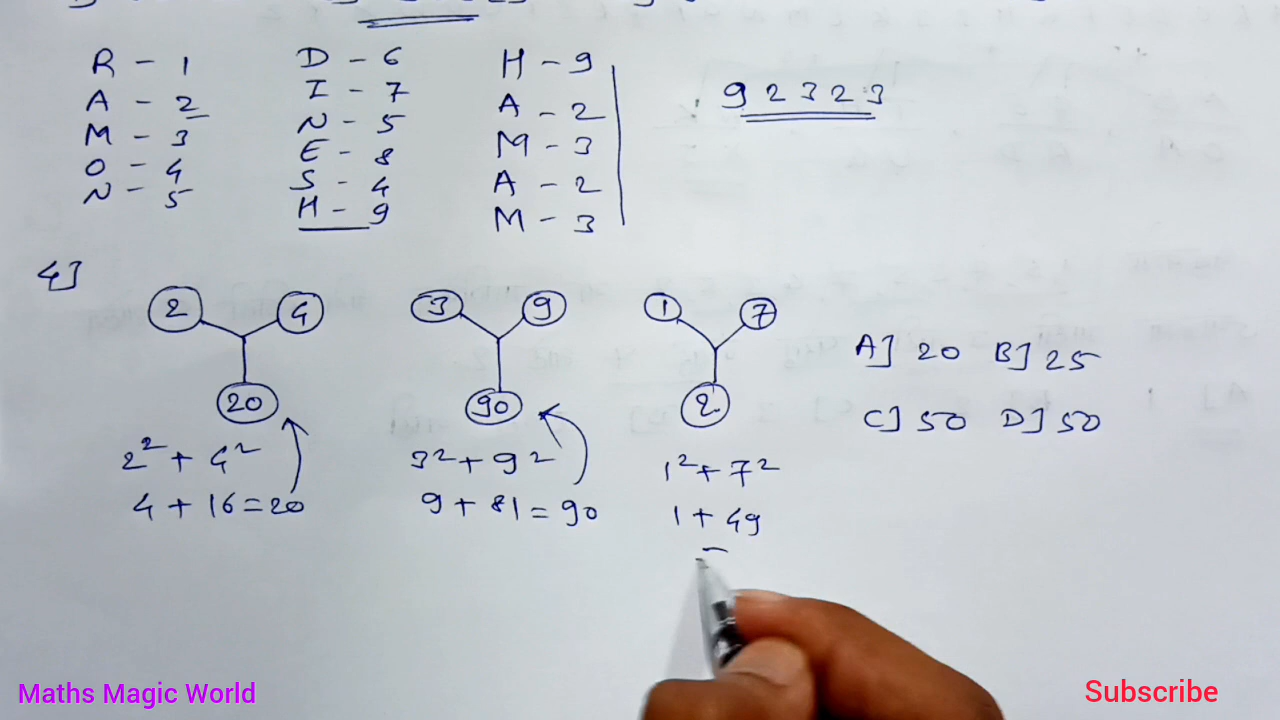 R - 1
A - 2
M - 3
O - 4
N - 5
D - 6
I - 7
N - 5
E - 8
S - 4
H - 9
H - 9
A - 2
M - 3
A - 2
M - 3
9 2 3 2 3
4]
2 4
20
2² + 4²
4 + 16 = 20
3 9
90
3² + 9²
9 + 81 = 90
1 7
2
1² + 7²
1 + 49
A] 20 B] 25
C] 50 D] 50
Maths Magic World
Subscribe